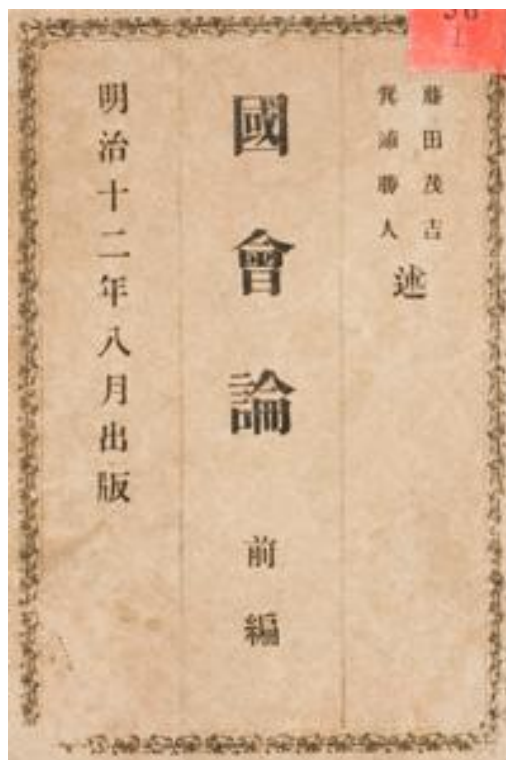 藤田茂吉
箕浦勝人
述
國會論
前編
明治十二年八月出版